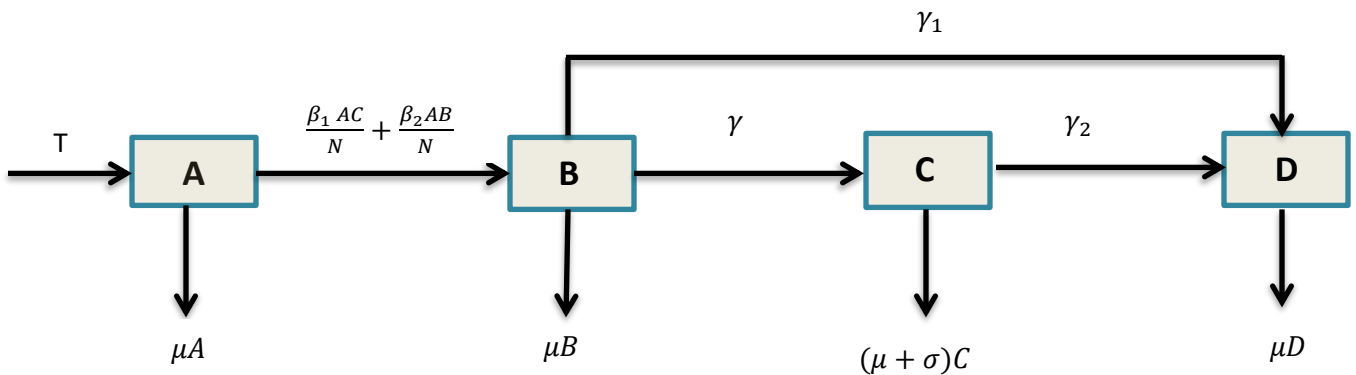 γ₁
T
A
β₁ AC/N + β₂AB/N
B
γ
C
γ₂
D
μA
μB
(μ + σ)C
μD